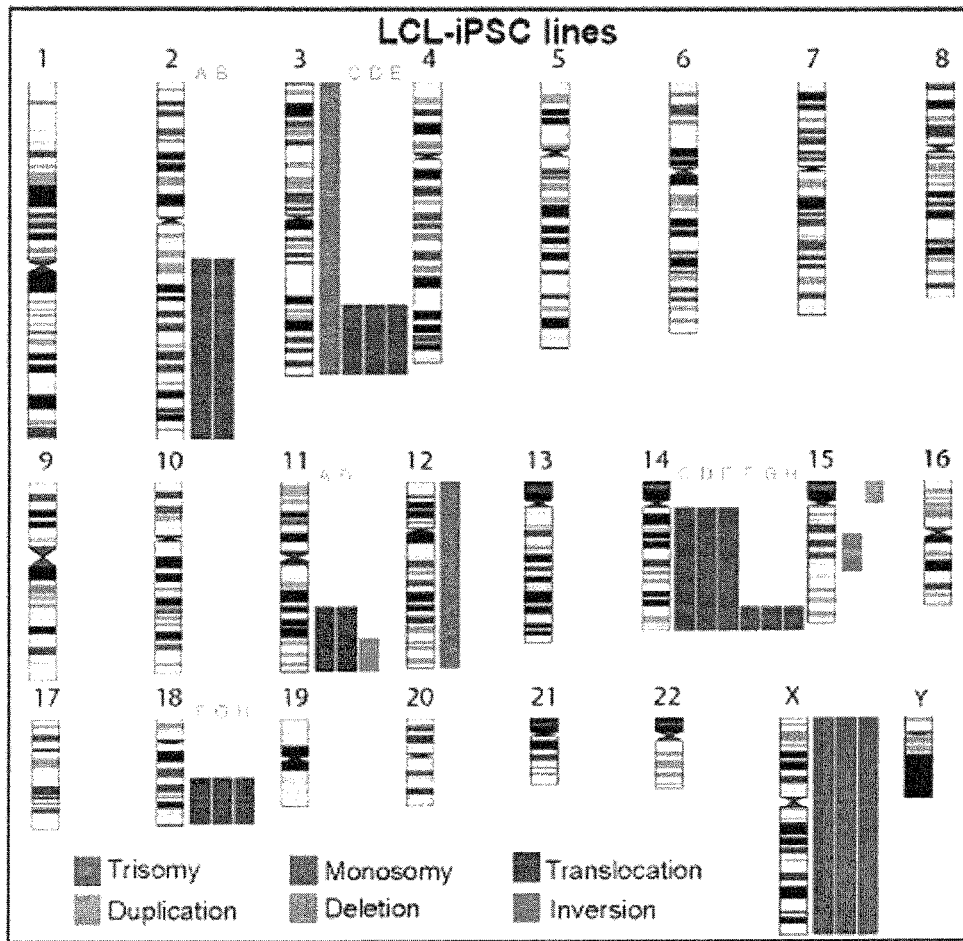 LCL-iPSC lines
1 2 A B 3 C D E 4 5 6 7 8
9 10 11 A 12 13 14 C D F G H 15 16
17 18 G H 19 20 21 22 X Y
Trisomy Monosomy Translocation
Duplication Deletion Inversion